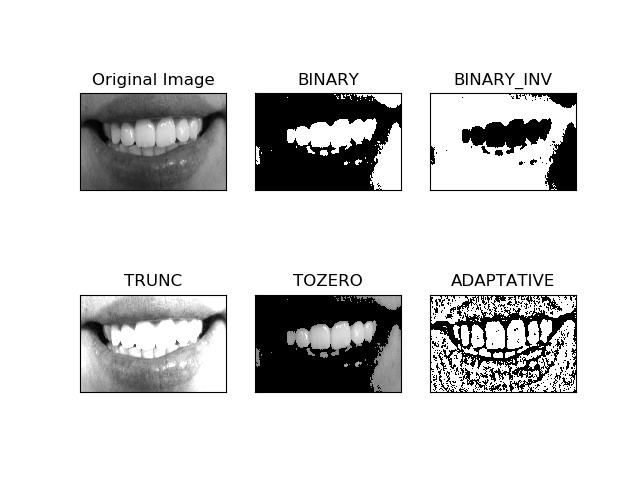 Original Image
BINARY
BINARY_INV
TRUNC
TOZERO
ADAPTATIVE